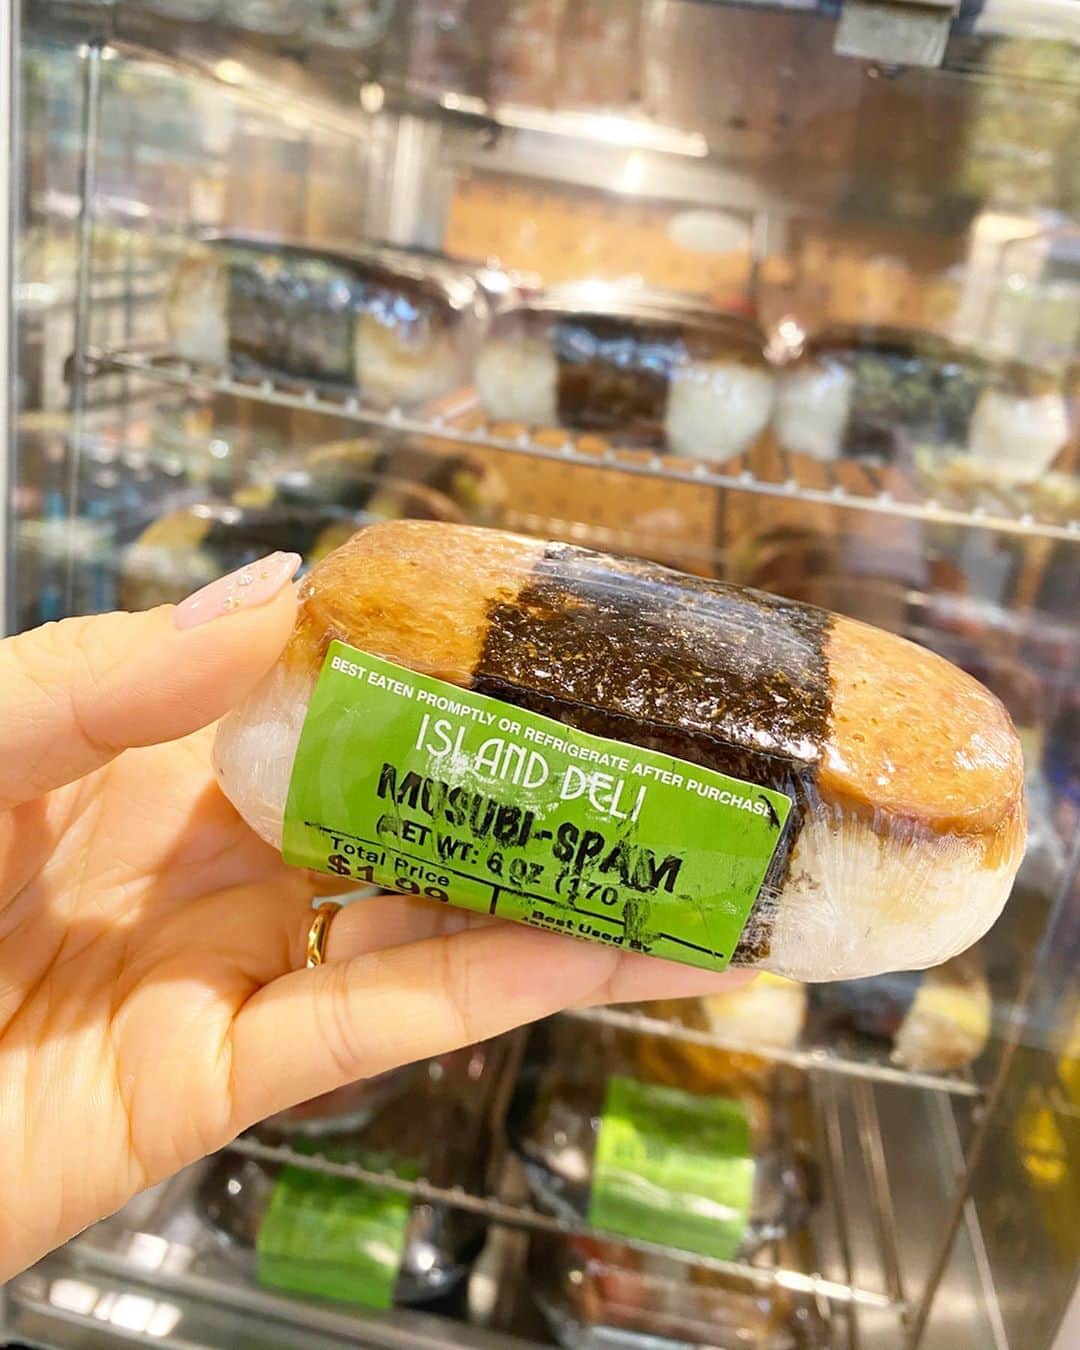 BEST EATEN PROMPTLY OR REFRIGERATE AFTER PURCHASE
ISLAND DELI
MUSUBI-SPAM
NET WT: 6 oz (170
Total Price
$1.99
Best Used By